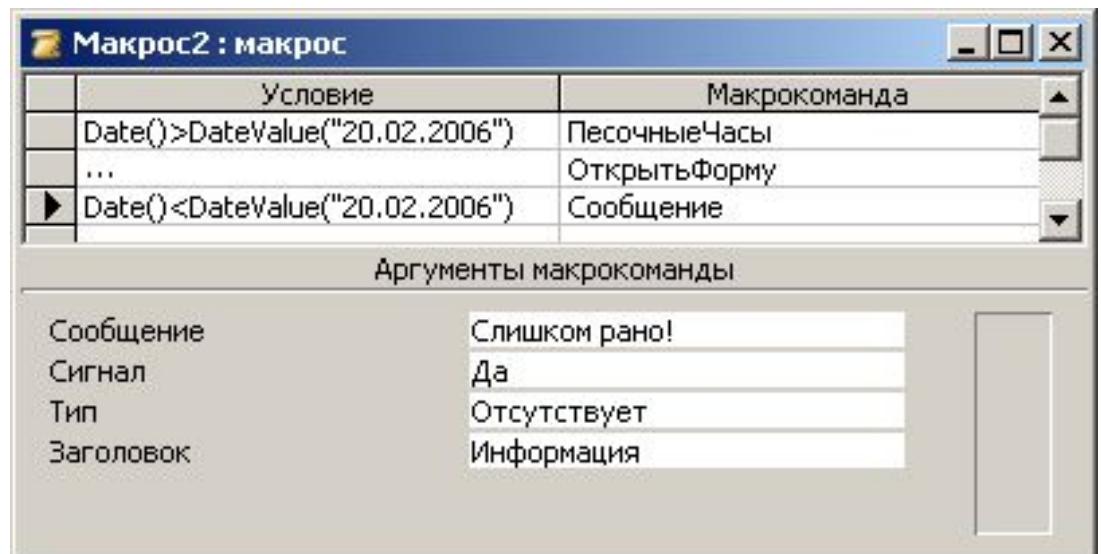 Макрос2 : макрос
Условие Макрокоманда
Date()>DateValue("20.02.2006") ПесочныеЧасы
... ОткрытьФорму
Date()<DateValue("20.02.2006") Сообщение
Аргументы макрокоманды
Сообщение Слишком рано!
Сигнал Да
Тип Отсутствует
Заголовок Информация